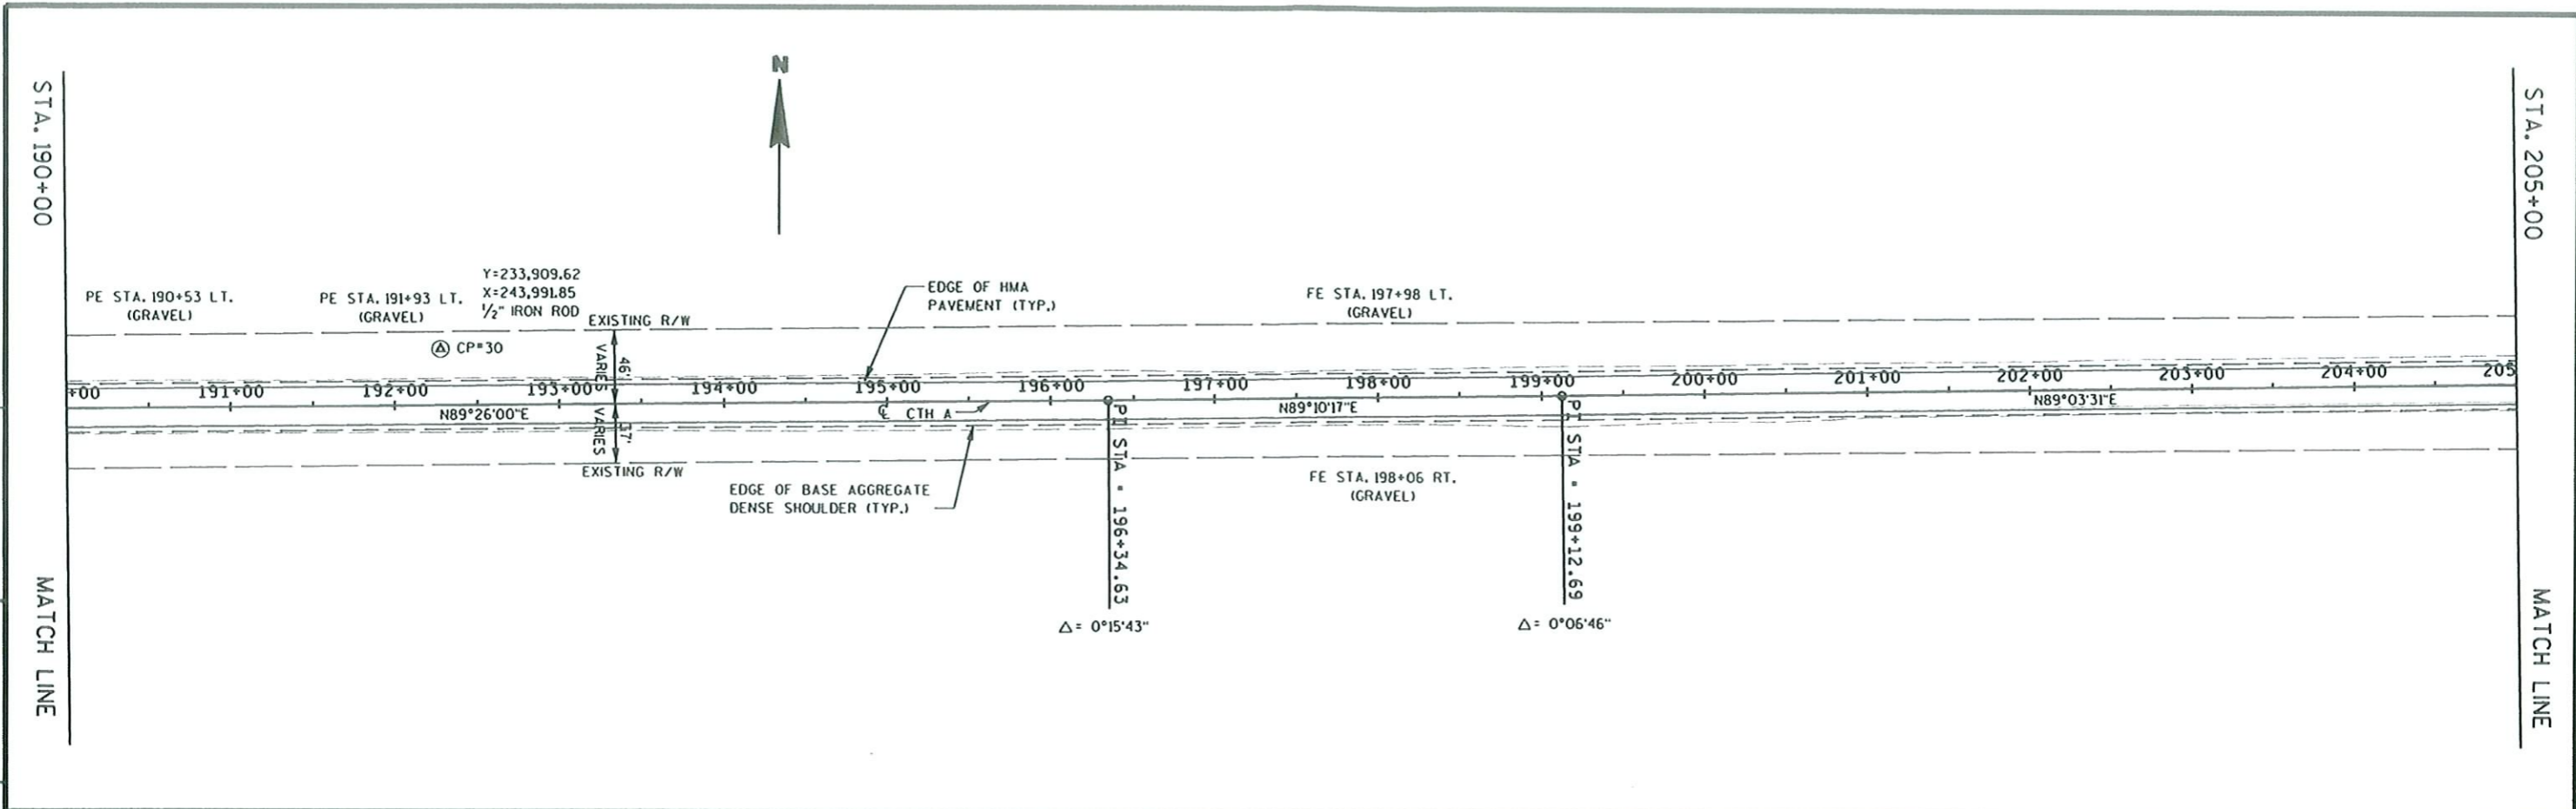 N
STA. 190+00
STA. 205+00
Y=233,909.62
X=243,991.85
1/2" IRON ROD
PE STA. 190+53 LT.
(GRAVEL)
PE STA. 191+93 LT.
(GRAVEL)
EDGE OF HMA
PAVEMENT (TYP.)
FE STA. 197+98 LT.
(GRAVEL)
EXISTING R/W
CP#30
VARIES
46'
+00
191+00
192+00
193+00
194+00
195+00
196+00
197+00
198+00
199+00
200+00
201+00
202+00
203+00
204+00
205
N89°26'00"E
℄ CTH A
N89°10'17"E
N89°03'31"E
VARIES
37'
EXISTING R/W
EDGE OF BASE AGGREGATE
DENSE SHOULDER (TYP.)
PI STA = 196+34.63
FE STA. 198+06 RT.
(GRAVEL)
PI STA = 199+12.69
Δ= 0°15'43"
Δ= 0°06'46"
MATCH LINE
MATCH LINE